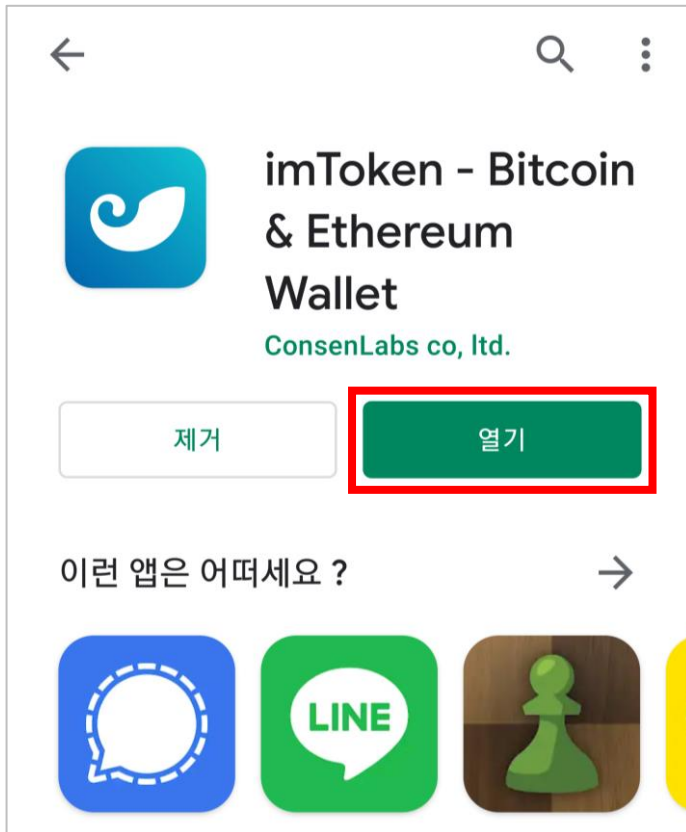 imToken - Bitcoin
& Ethereum
Wallet
ConsenLabs co, ltd.
제거
열기
이런 앱은 어떠세요 ?
LINE